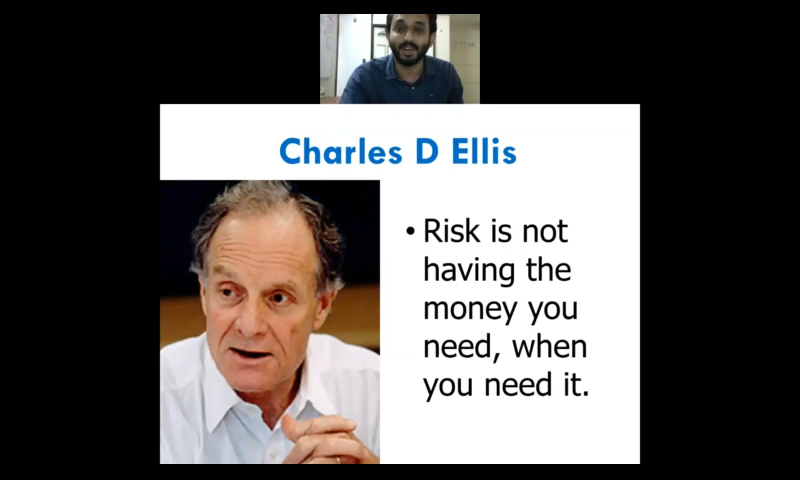 Charles D Ellis
• Risk is not
having the
money you
need, when
you need it.